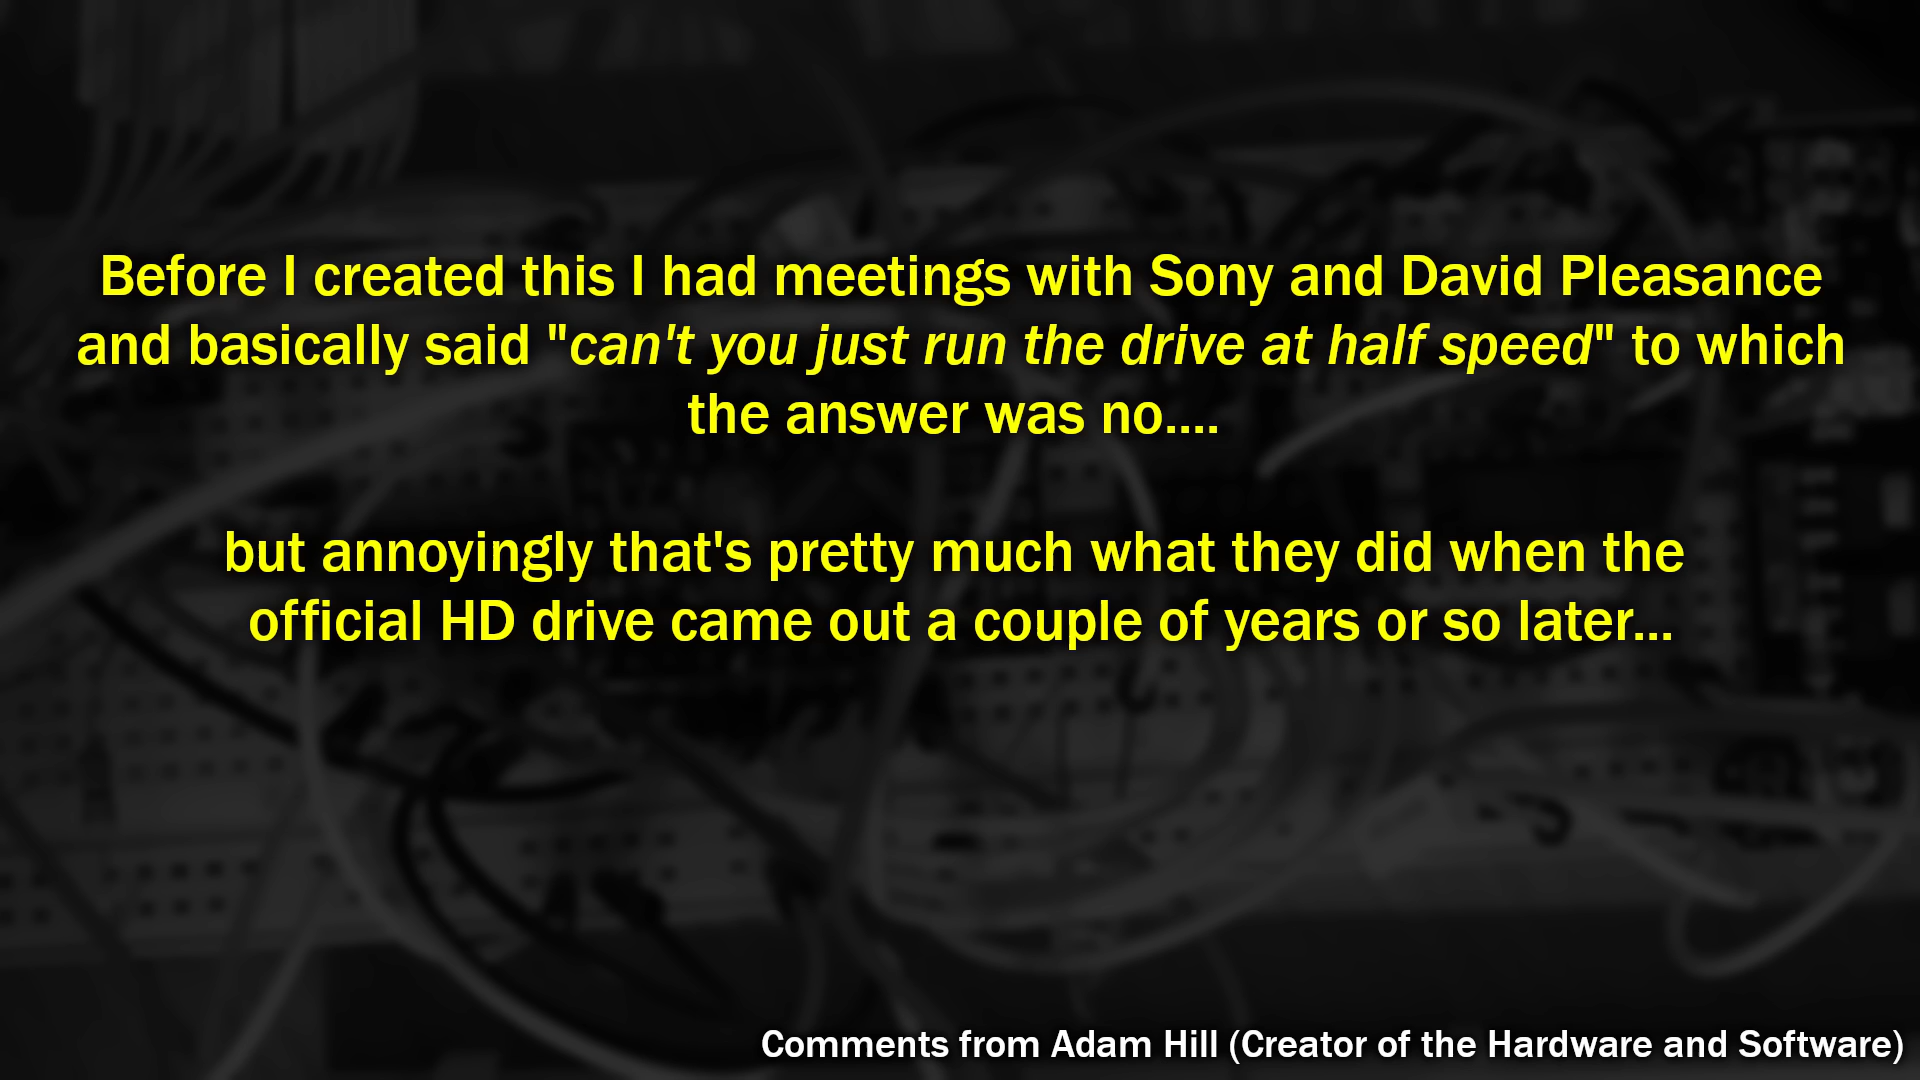 Before I created this I had meetings with Sony and David Pleasance
and basically said "can't you just run the drive at half speed" to which
the answer was no....
but annoyingly that's pretty much what they did when the
official HD drive came out a couple of years or so later...
Comments from Adam Hill (Creator of the Hardware and Software)